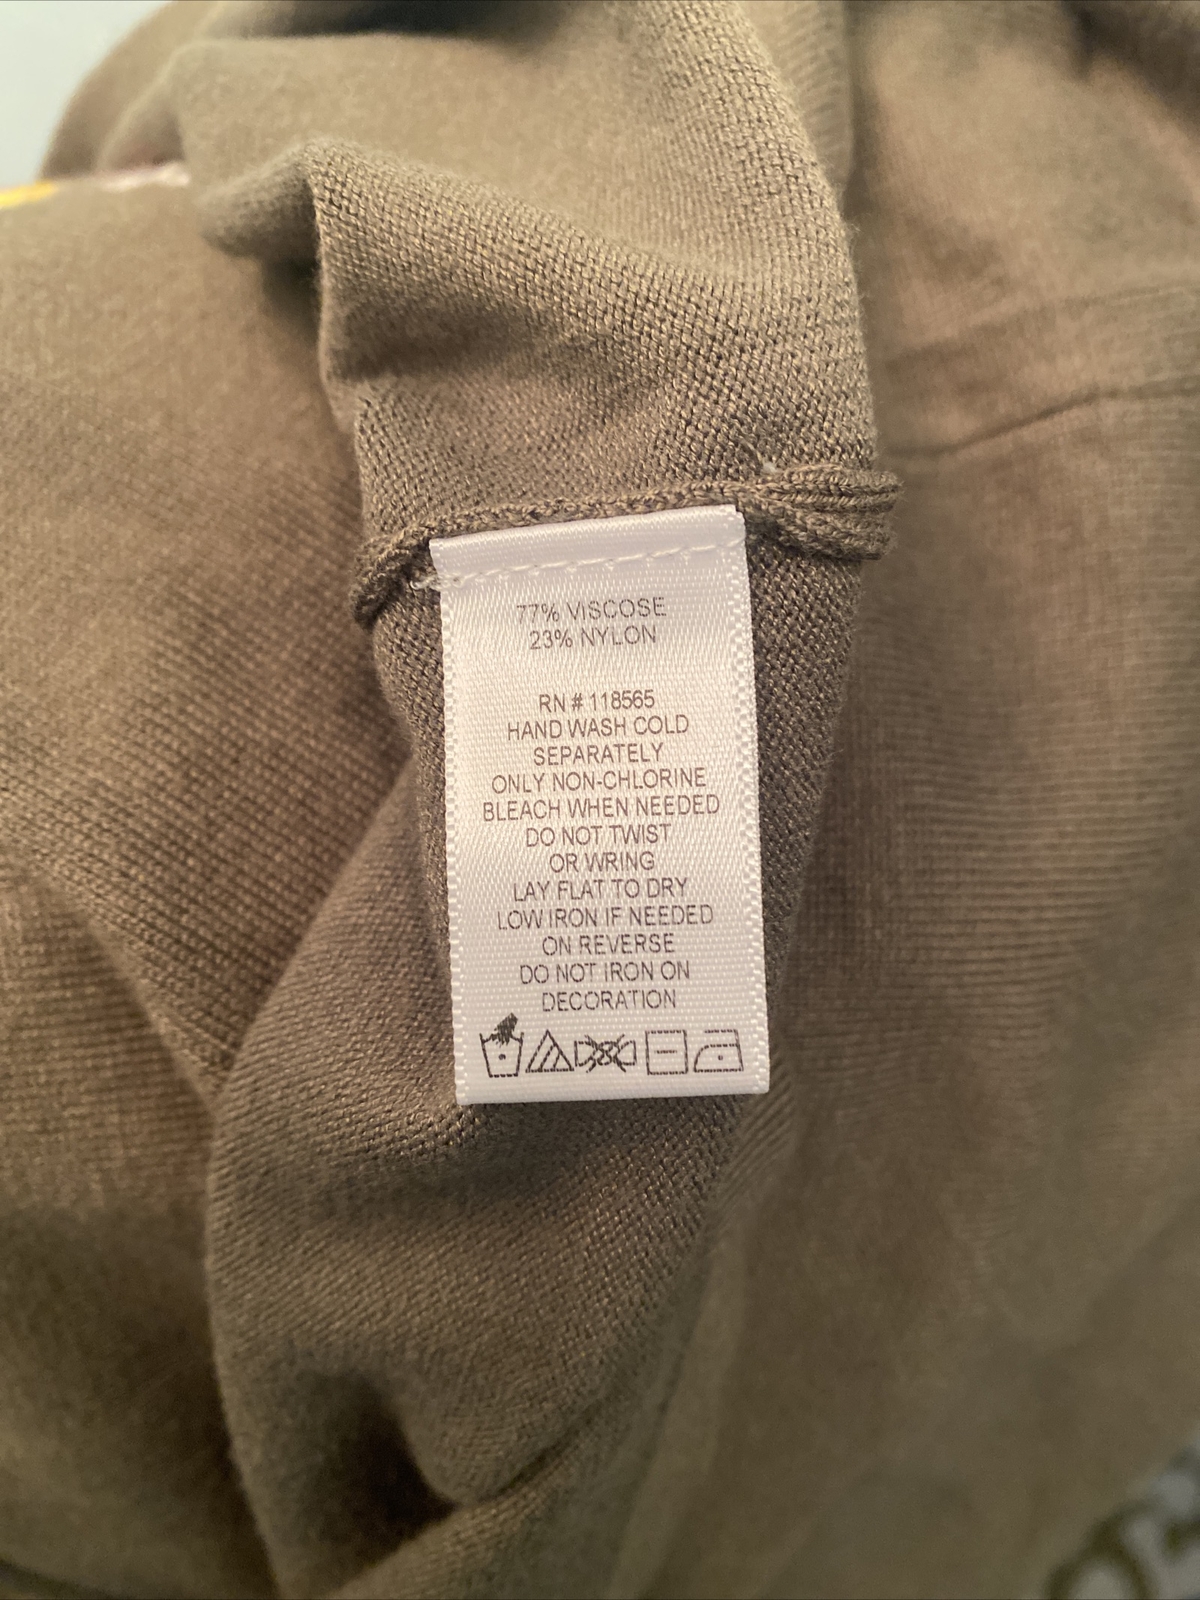 77% VISCOSE
23% NYLON
RN # 118565
HAND WASH COLD
SEPARATELY
ONLY NON-CHLORINE
BLEACH WHEN NEEDED
DO NOT TWIST
OR WRING
LAY FLAT TO DRY
LOW IRON IF NEEDED
ON REVERSE
DO NOT IRON ON
DECORATION